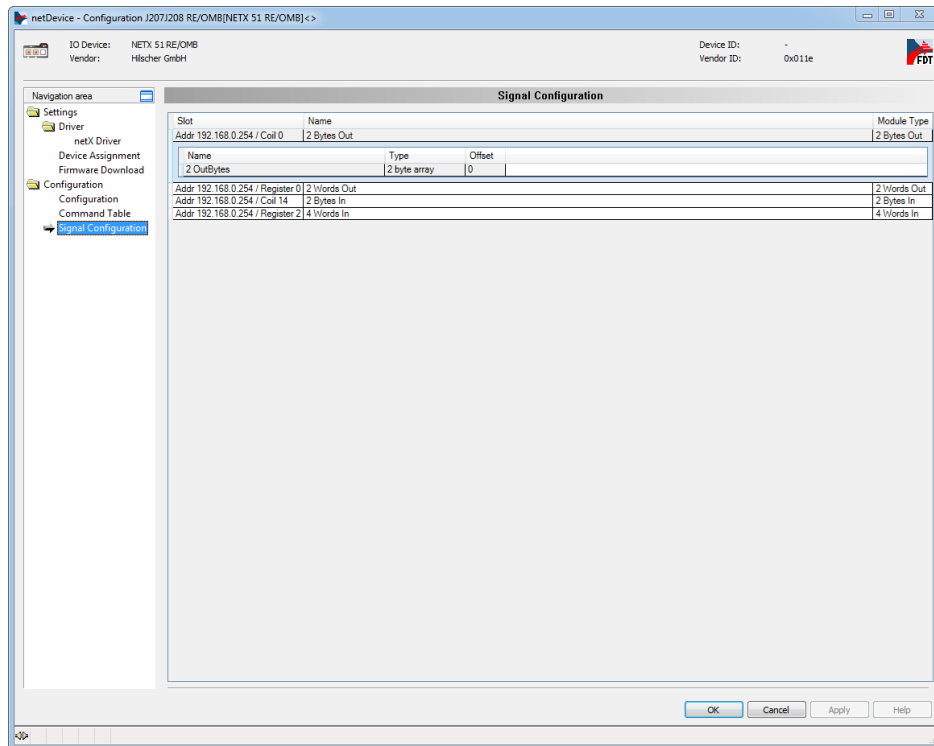 netDevice - Configuration J207J208 RE/OMB[NETX 51 RE/OMB]<>
IO Device: NETX 51 RE/OMB Device ID: -
Vendor: Hilscher GmbH Vendor ID: 0x011e
FDT
Navigation area
Settings
Driver
netX Driver
Device Assignment
Firmware Download
Configuration
Configuration
Command Table
Signal Configuration
Signal Configuration
Slot Name Module Type
Addr 192.168.0.254 / Coil 0 2 Bytes Out 2 Bytes Out
Name Type Offset
2 OutBytes 2 byte array 0
Addr 192.168.0.254 / Register 0 2 Words Out 2 Words Out
Addr 192.168.0.254 / Coil 14 2 Bytes In 2 Bytes In
Addr 192.168.0.254 / Register 2 4 Words In 4 Words In
OK Cancel Apply Help